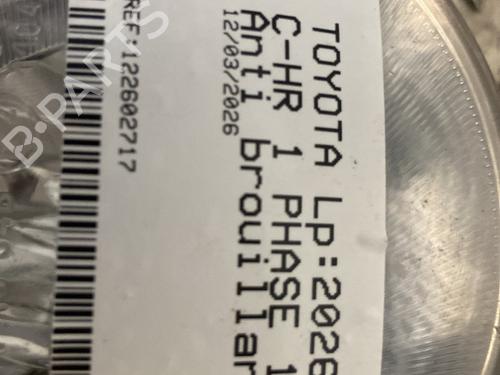 TOYOTA Lp:2026
C-HR 1 PHASE 1
Anti brouillar
12/03/2026
REF:122602717
B-PARTS